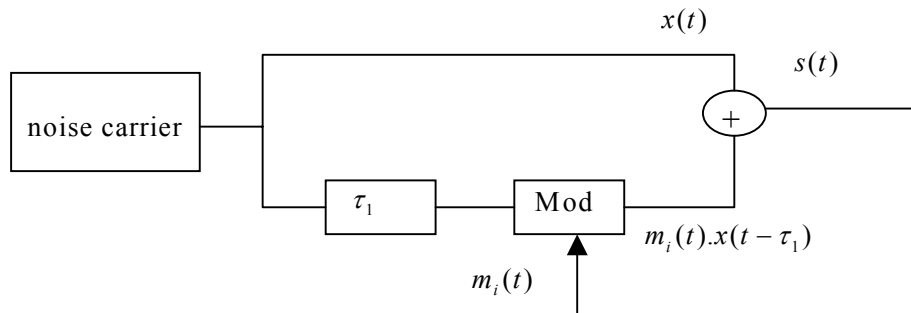 x(t)
s(t)
noise carrier
+
τ₁
Mod
mᵢ(t).x(t − τ₁)
mᵢ(t)